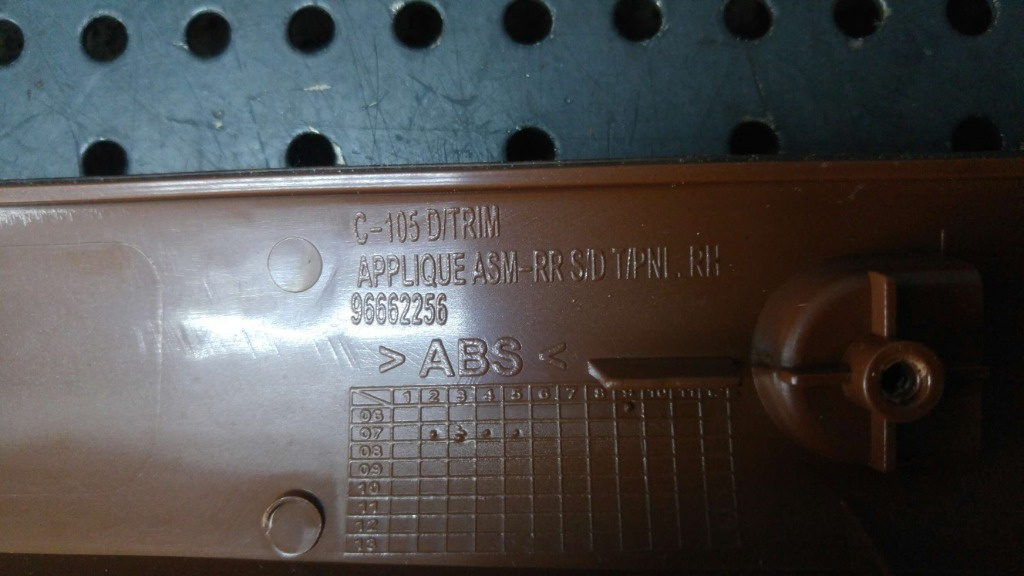 C-105 D/TRIM
APPLIQUE ASM-RR S/D T/PNL. RH
96662256
> ABS <
1 2 3 4 5 6 7 8 9 10 11 12
06
07
08
09
10
11
12
13